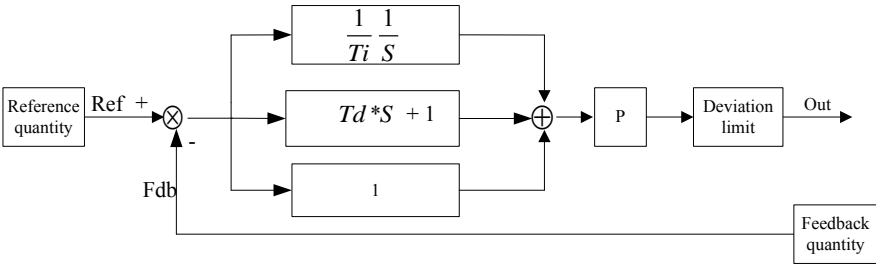 1 1
Ti S
Reference
quantity
Ref +
Td *S + 1
P
Deviation
limit
Out
-
Fdb
1
Feedback
quantity